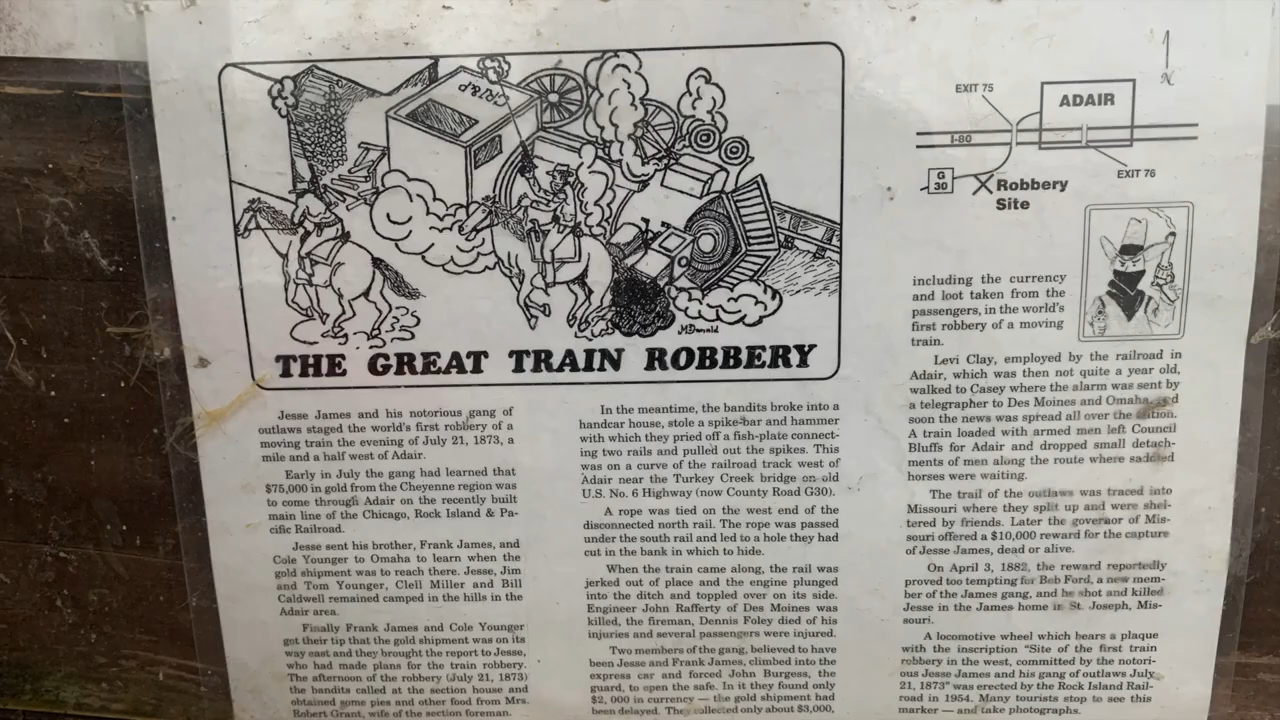 CRI&P
McDonald
THE GREAT TRAIN ROBBERY
Jesse James and his notorious gang of
outlaws staged the world's first robbery of a
moving train the evening of July 21, 1873, a
mile and a half west of Adair.
Early in July the gang had learned that
$75,000 in gold from the Cheyenne region was
to come through Adair on the recently built
main line of the Chicago, Rock Island & Pa-
cific Railroad.
Jesse sent his brother, Frank James, and
Cole Younger to Omaha to learn when the
gold shipment was to reach there. Jesse, Jim
and Tom Younger, Clell Miller and Bill
Caldwell remained camped in the hills in the
Adair area.
Finally Frank James and Cole Younger
got their tip that the gold shipment was on its
way east and they brought the report to Jesse,
who had made plans for the train robbery.
The afternoon of the robbery (July 21, 1873)
the bandits called at the section house and
obtained some pies and other food from Mrs.
Robert Grant, wife of the section foreman.
In the meantime, the bandits broke into a
handcar house, stole a spike-bar and hammer
with which they pried off a fish-plate connect-
ing two rails and pulled out the spikes. This
was on a curve of the railroad track west of
Adair near the Turkey Creek bridge on old
U.S. No. 6 Highway (now County Road G30).
A rope was tied on the west end of the
disconnected north rail. The rope was passed
under the south rail and led to a hole they had
cut in the bank in which to hide.
When the train came along, the rail was
jerked out of place and the engine plunged
into the ditch and toppled over on its side.
Engineer John Rafferty of Des Moines was
killed, the fireman, Dennis Foley died of his
injuries and several passengers were injured.
Two members of the gang, believed to have
been Jesse and Frank James, climbed into the
express car and forced John Burgess, the
guard, to open the safe. In it they found only
$2, 000 in currency — the gold shipment had
been delayed. They collected only about $3,000,
N
EXIT 75
ADAIR
I-80
EXIT 76
G
30
Robbery
Site
including the currency
and loot taken from the
passengers, in the world's
first robbery of a moving
train.
Levi Clay, employed by the railroad in
Adair, which was then not quite a year old,
walked to Casey where the alarm was sent by
a telegrapher to Des Moines and Omaha, and
soon the news was spread all over the nation.
A train loaded with armed men left Council
Bluffs for Adair and dropped small detach-
ments of men along the route where saddled
horses were waiting.
The trail of the outlaws was traced into
Missouri where they split up and were shel-
tered by friends. Later the governor of Mis-
souri offered a $10,000 reward for the capture
of Jesse James, dead or alive.
On April 3, 1882, the reward reportedly
proved too tempting for Bob Ford, a new mem-
ber of the James gang, and he shot and killed
Jesse in the James home in St. Joseph, Mis-
souri.
A locomotive wheel which bears a plaque
with the inscription "Site of the first train
robbery in the west, committed by the notori-
ous Jesse James and his gang of outlaws July
21, 1873" was erected by the Rock Island Rail-
road in 1954. Many tourists stop to see this
marker — and take photographs.